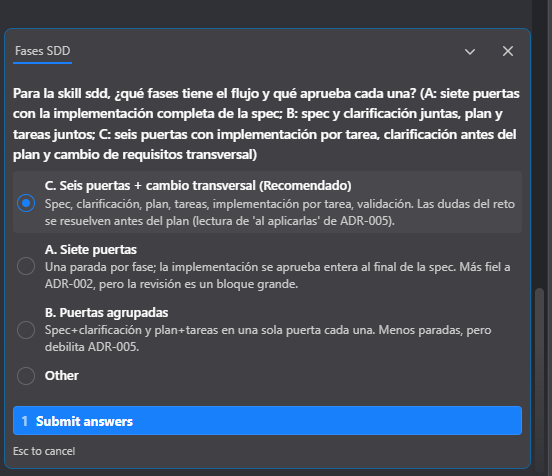 Fases SDD
Para la skill sdd, ¿qué fases tiene el flujo y qué aprueba cada una? (A: siete puertas
con la implementación completa de la spec; B: spec y clarificación juntas, plan y
tareas juntos; C: seis puertas con implementación por tarea, clarificación antes del
plan y cambio de requisitos transversal)
C. Seis puertas + cambio transversal (Recomendado)
Spec, clarificación, plan, tareas, implementación por tarea, validación. Las dudas del reto
se resuelven antes del plan (lectura de 'al aplicarlas' de ADR-005).
A. Siete puertas
Una parada por fase; la implementación se aprueba entera al final de la spec. Más fiel a
ADR-002, pero la revisión es un bloque grande.
B. Puertas agrupadas
Spec+clarificación y plan+tareas en una sola puerta cada una. Menos paradas, pero
debilita ADR-005.
Other
1 Submit answers
Esc to cancel